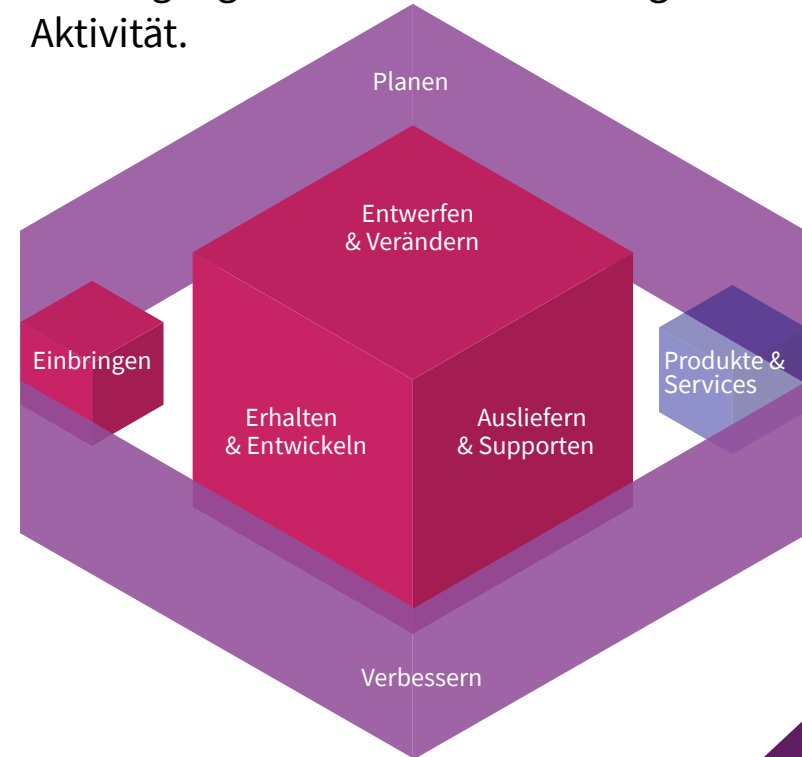 Aktivität.
Planen
Entwerfen
& Verändern
Einbringen
Produkte &
Services
Erhalten
& Entwickeln
Ausliefern
& Supporten
Verbessern